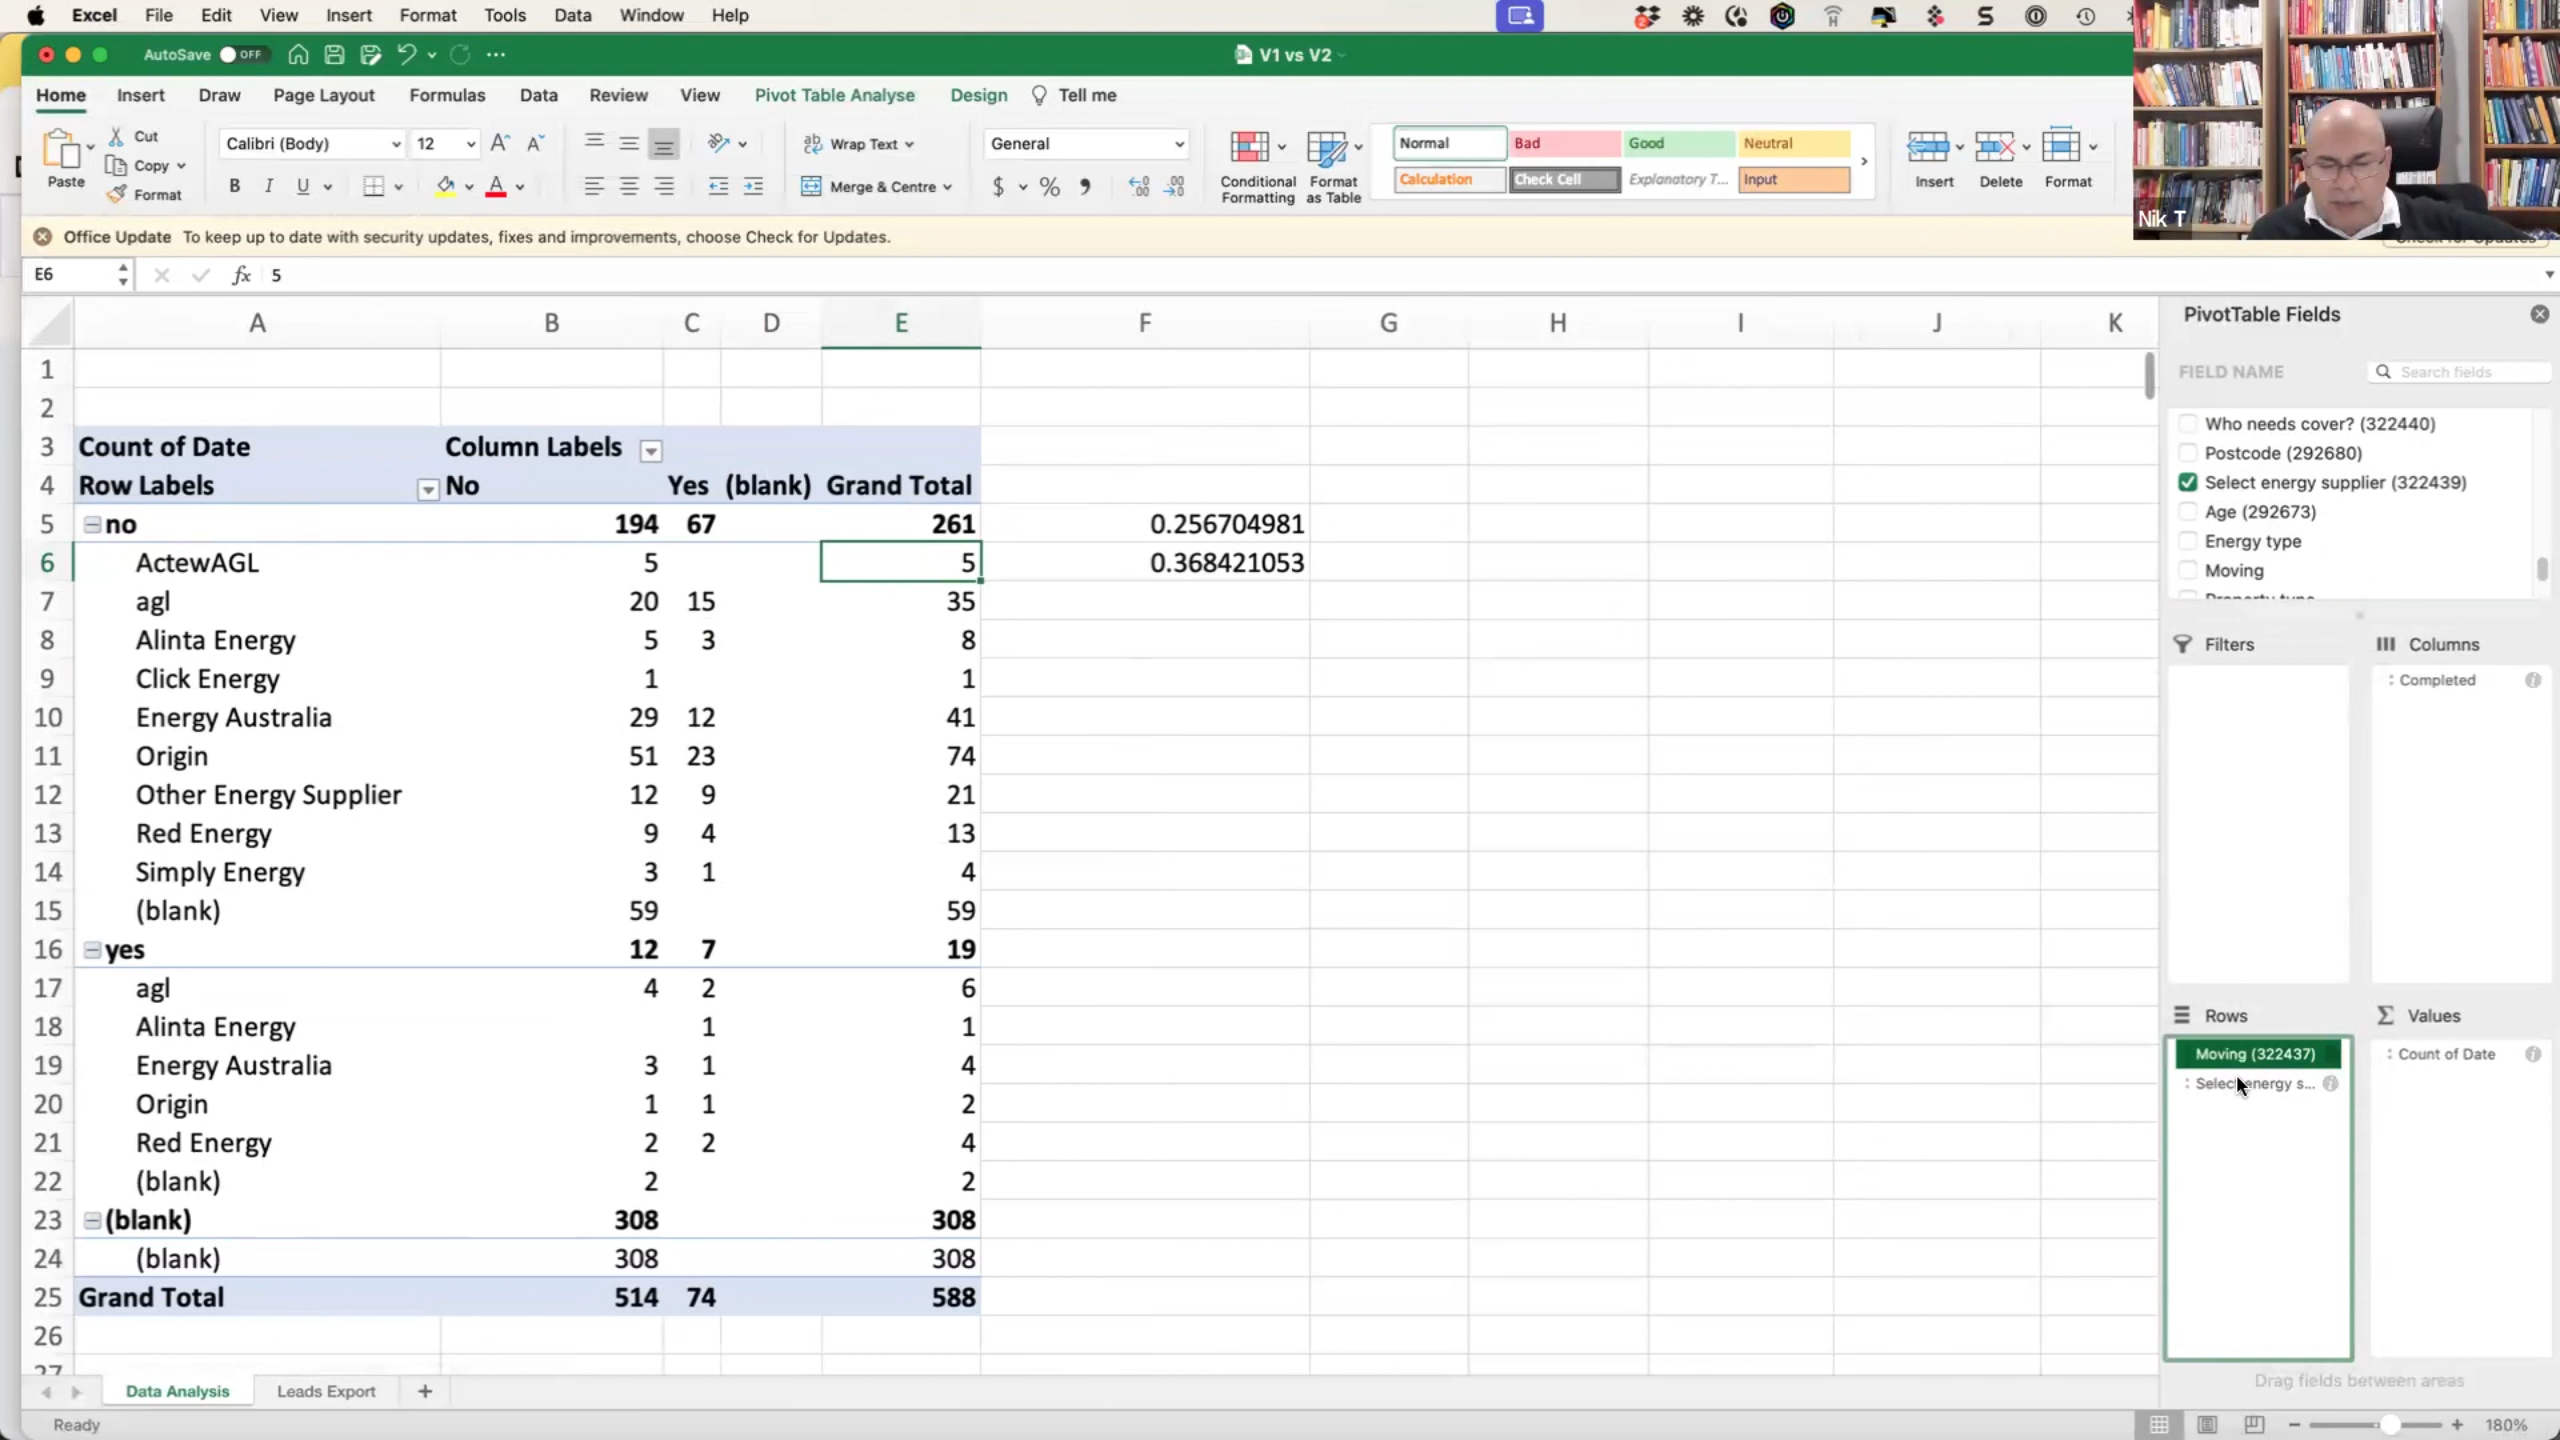 Excel File Edit View Insert Format Tools Data Window Help
AutoSave OFF V1 vs V2
Home Insert Draw Page Layout Formulas Data Review View Pivot Table Analyse Design Tell me
Paste Cut Copy Format
Calibri (Body) 12
B I U A
Wrap Text
Merge & Centre
General
$ %
Conditional Formatting
Format as Table
Normal Bad Good Neutral
Calculation Check Cell Explanatory T... Input
Insert Delete Format
Nik T
Office Update To keep up to date with security updates, fixes and improvements, choose Check for Updates.
E6 fx 5
A B C D E F G H I J K
1
2
3 Count of Date Column Labels
4 Row Labels No Yes (blank) Grand Total
5 no 194 67 261 0.256704981
6 ActewAGL 5 5 0.368421053
7 agl 20 15 35
8 Alinta Energy 5 3 8
9 Click Energy 1 1
10 Energy Australia 29 12 41
11 Origin 51 23 74
12 Other Energy Supplier 12 9 21
13 Red Energy 9 4 13
14 Simply Energy 3 1 4
15 (blank) 59 59
16 yes 12 7 19
17 agl 4 2 6
18 Alinta Energy 1 1
19 Energy Australia 3 1 4
20 Origin 1 1 2
21 Red Energy 2 2 4
22 (blank) 2 2
23 (blank) 308 308
24 (blank) 308 308
25 Grand Total 514 74 588
26
27
PivotTable Fields
FIELD NAME Search fields
Who needs cover? (322440)
Postcode (292680)
Select energy supplier (322439)
Age (292673)
Energy type
Moving
Property type
Filters Columns
Completed
Rows Values
Moving (322437) Count of Date
Select energy s...
Drag fields between areas
Data Analysis Leads Export +
Ready 180%